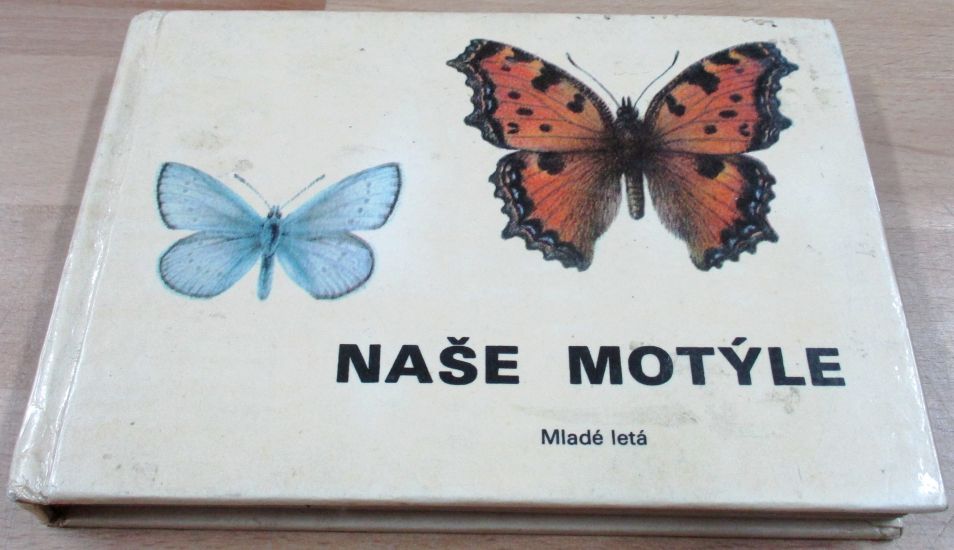 NAŠE MOTÝLE
Mladé letá